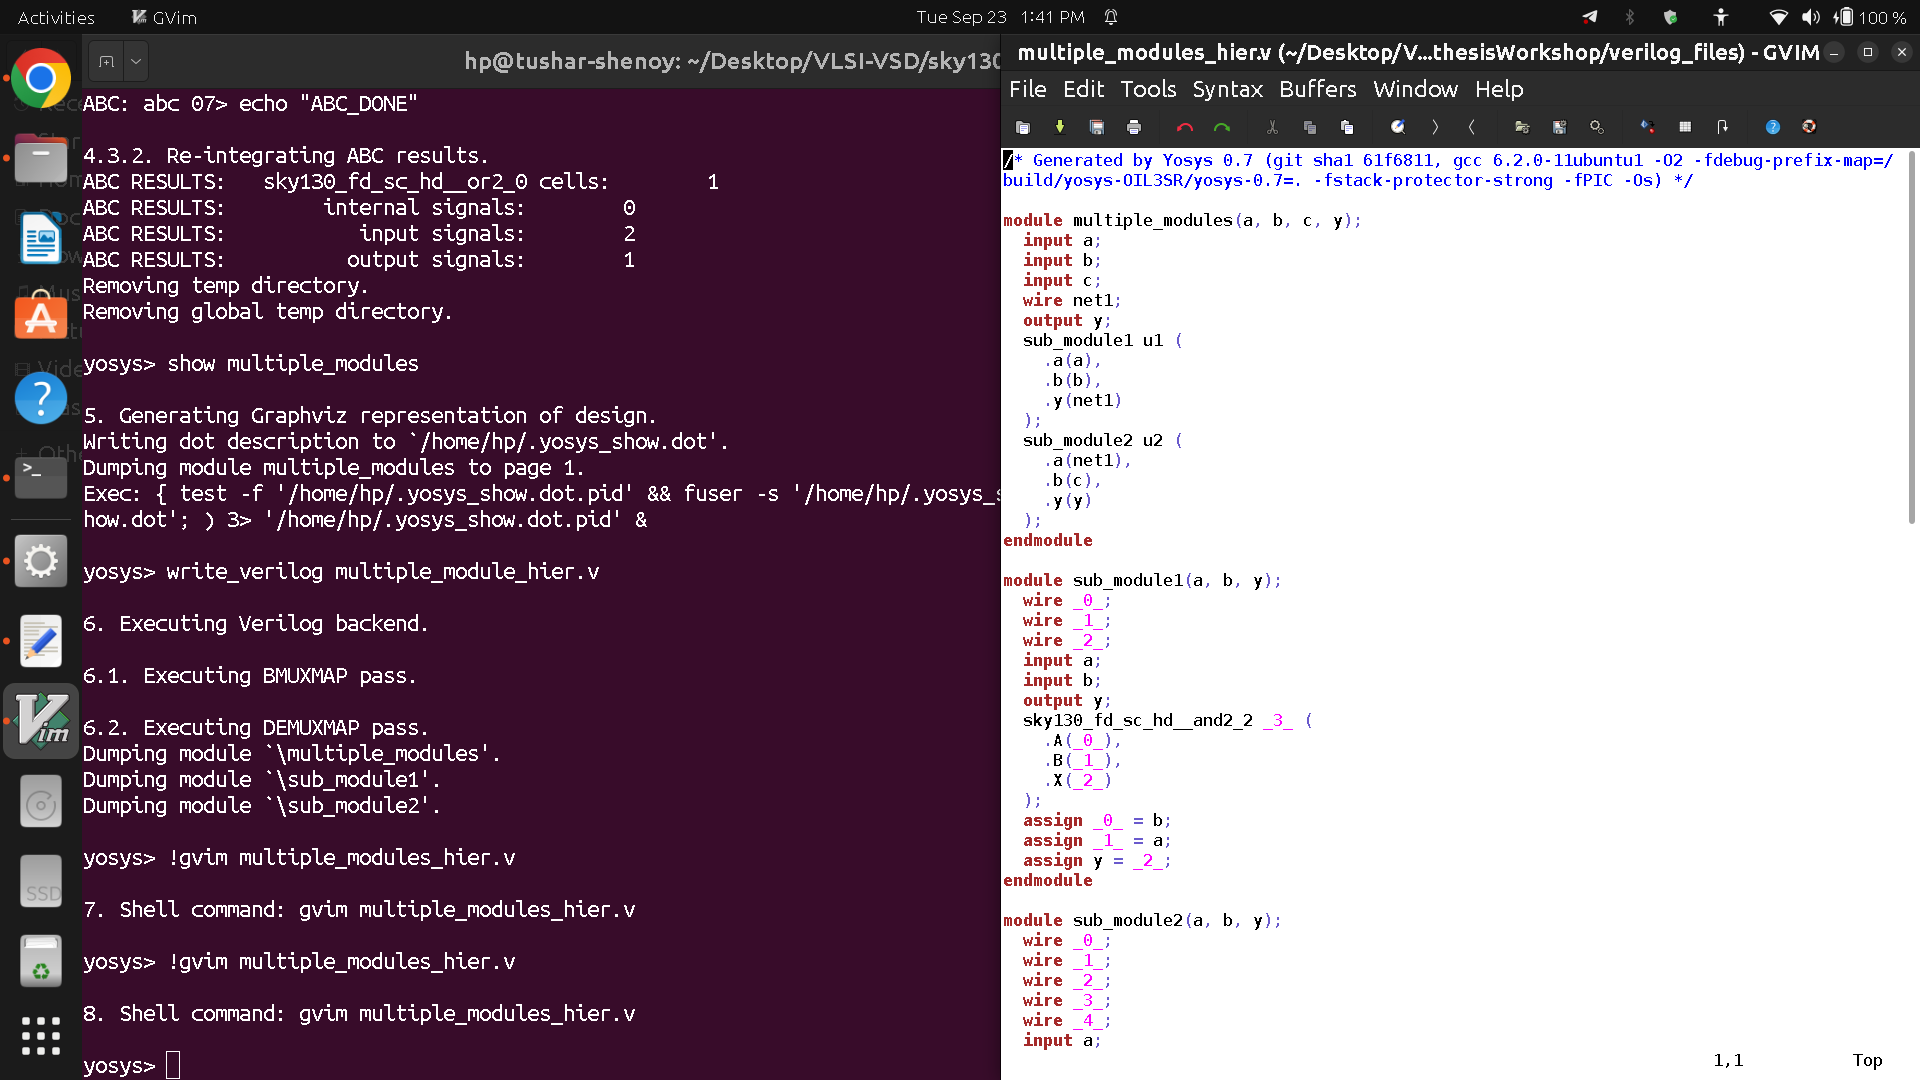 Activities
GVim
Tue Sep 23 1:41 PM
100 %
hp@tushar-shenoy: ~/Desktop/VLSI-VSD/sky130
ABC: abc 07> echo "ABC_DONE"
4.3.2. Re-integrating ABC results.
ABC RESULTS:   sky130_fd_sc_hd__or2_0 cells:        1
ABC RESULTS:        internal signals:        0
ABC RESULTS:           input signals:        2
ABC RESULTS:          output signals:        1
Removing temp directory.
Removing global temp directory.
yosys> show multiple_modules
5. Generating Graphviz representation of design.
Writing dot description to `/home/hp/.yosys_show.dot'.
Dumping module multiple_modules to page 1.
Exec: { test -f '/home/hp/.yosys_show.dot.pid' && fuser -s '/home/hp/.yosys_s
how.dot'; ) 3> '/home/hp/.yosys_show.dot.pid' &
yosys> write_verilog multiple_module_hier.v
6. Executing Verilog backend.
6.1. Executing BMUXMAP pass.
6.2. Executing DEMUXMAP pass.
Dumping module `\multiple_modules'.
Dumping module `\sub_module1'.
Dumping module `\sub_module2'.
yosys> !gvim multiple_modules_hier.v
7. Shell command: gvim multiple_modules_hier.v
yosys> !gvim multiple_modules_hier.v
8. Shell command: gvim multiple_modules_hier.v
yosys>
multiple_modules_hier.v (~/Desktop/V...thesisWorkshop/verilog_files) - GVIM
File Edit Tools Syntax Buffers Window Help
/* Generated by Yosys 0.7 (git sha1 61f6811, gcc 6.2.0-11ubuntu1 -O2 -fdebug-prefix-map=/
build/yosys-OIL3SR/yosys-0.7=. -fstack-protector-strong -fPIC -Os) */
module multiple_modules(a, b, c, y);
  input a;
  input b;
  input c;
  wire net1;
  output y;
  sub_module1 u1 (
    .a(a),
    .b(b),
    .y(net1)
  );
  sub_module2 u2 (
    .a(net1),
    .b(c),
    .y(y)
  );
endmodule
module sub_module1(a, b, y);
  wire _0_;
  wire _1_;
  wire _2_;
  input a;
  input b;
  output y;
  sky130_fd_sc_hd__and2_2 _3_ (
    .A(_0_),
    .B(_1_),
    .X(_2_)
  );
  assign _0_ = b;
  assign _1_ = a;
  assign y = _2_;
endmodule
module sub_module2(a, b, y);
  wire _0_;
  wire _1_;
  wire _2_;
  wire _3_;
  wire _4_;
  input a;
1,1
Top
SSD